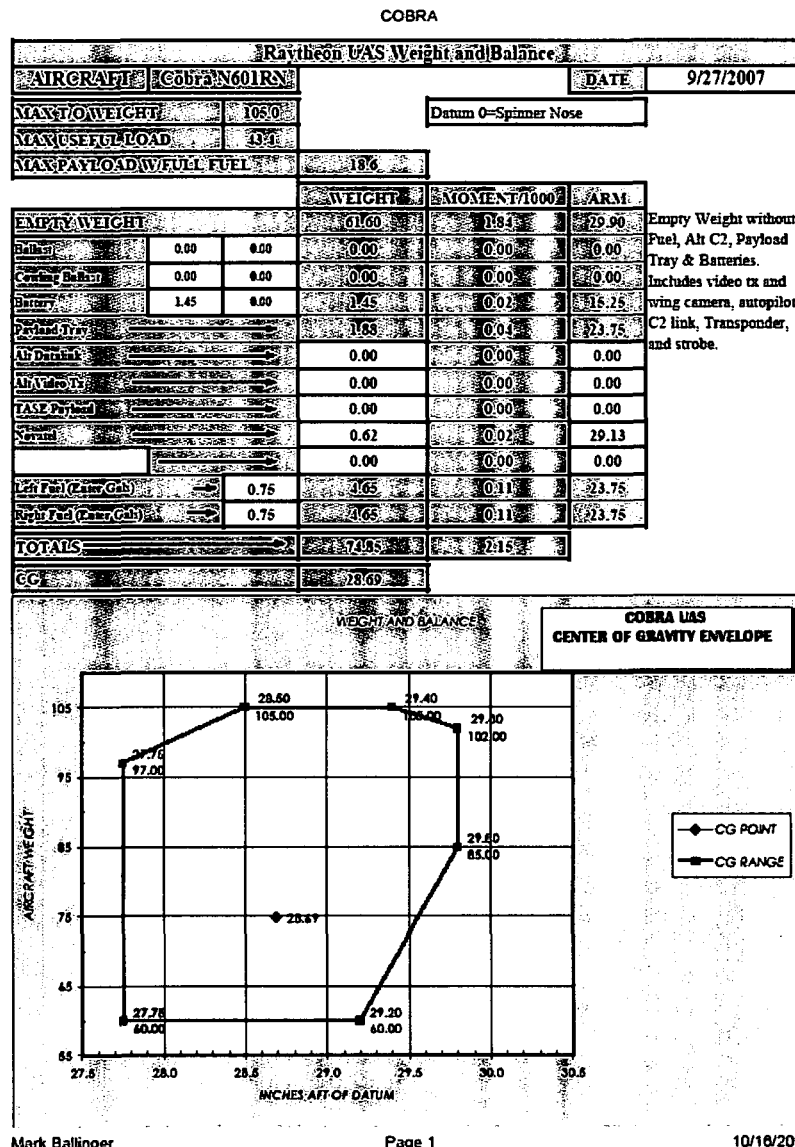 COBRA
Raytheon UAS Weight and Balance
AIRCRAFT Cobra N601RN DATE 9/27/2007
MAX T/O WEIGHT 105.0 Datum 0=Spinner Nose
MAX USEFUL LOAD 43.4
MAX PAYLOAD W/FULL FUEL 18.6
WEIGHT MOMENT/1000 ARM
EMPTY WEIGHT 61.60 1.84 29.90
Empty Weight without
Fuel, Alt C2, Payload
Tray & Batteries.
Includes video tx and
wing camera, autopilot
C2 link, Transponder,
and strobe.
Ballast 0.00 0.00 0.00 0.00 0.00
Cowling Ballast 0.00 0.00 0.00 0.00 0.00
Battery 1.45 0.00 1.45 0.02 15.25
Payload Tray 1.88 0.04 23.75
Alt Datalink 0.00 0.00 0.00
Alt Video Tx 0.00 0.00 0.00
TASE Payload 0.00 0.00 0.00
Novatel 0.62 0.02 29.13
0.00 0.00 0.00
Left Fuel (Enter Gals) 0.75 4.65 0.11 23.75
Right Fuel (Enter Gals) 0.75 4.65 0.11 23.75
TOTALS 74.85 2.15
CG 28.69
WEIGHT AND BALANCE
COBRA UAS
CENTER OF GRAVITY ENVELOPE
105
95
85
75
65
55
27.5 28.0 28.5 29.0 29.5 30.0 30.5
28.50
105.00
29.40
105.00
29.80
102.00
27.75
97.00
29.80
85.00
28.69
27.75
60.00
29.20
60.00
AIRCRAFT WEIGHT
INCHES AFT OF DATUM
CG POINT
CG RANGE
Mark Ballinger Page 1 10/16/20